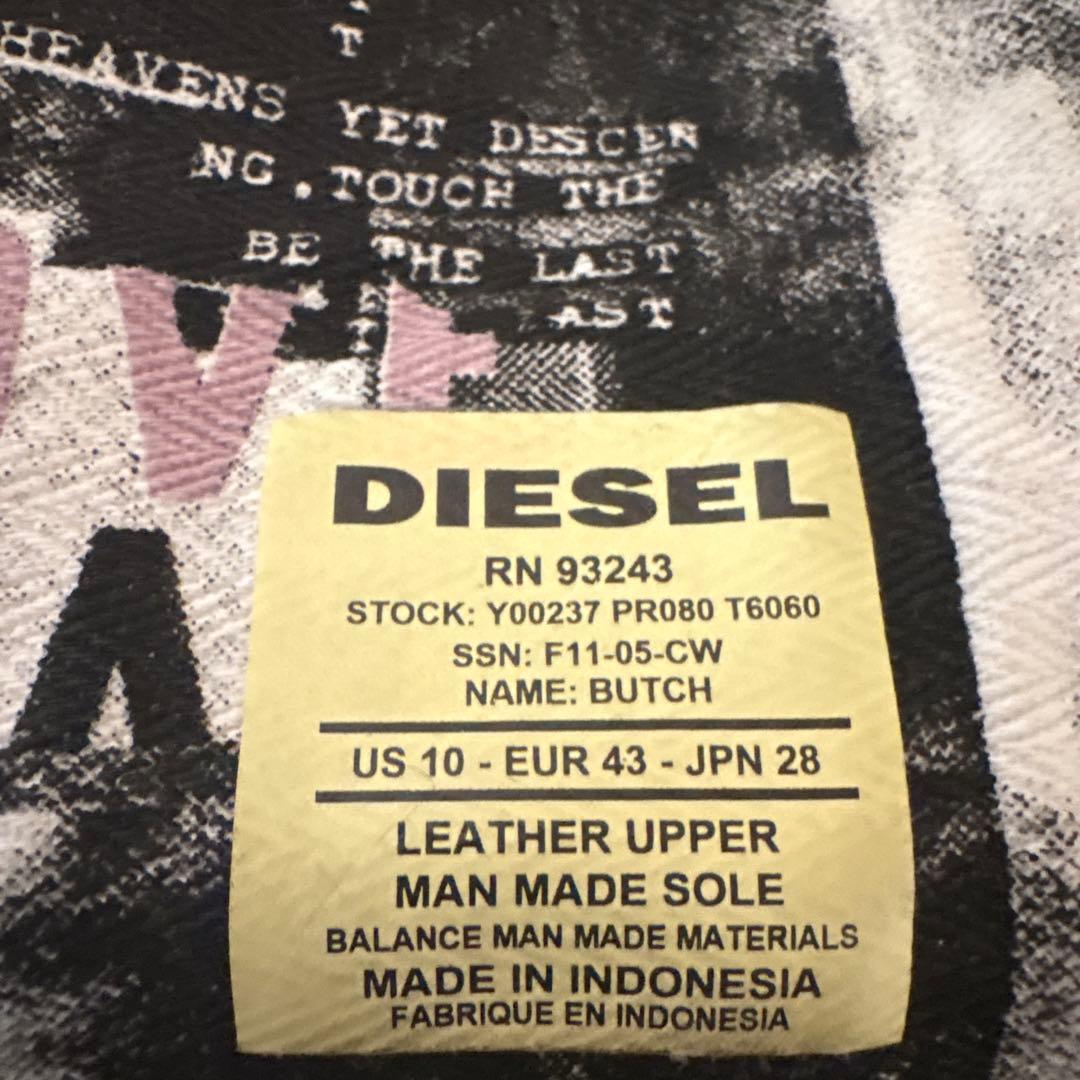 T
HEAVENS YET DESCEN
NG.TOUCH THE
BE THE LAST
AST
DIESEL
RN 93243
STOCK: Y00237 PR080 T6060
SSN: F11-05-CW
NAME: BUTCH
US 10 - EUR 43 - JPN 28
LEATHER UPPER
MAN MADE SOLE
BALANCE MAN MADE MATERIALS
MADE IN INDONESIA
FABRIQUE EN INDONESIA